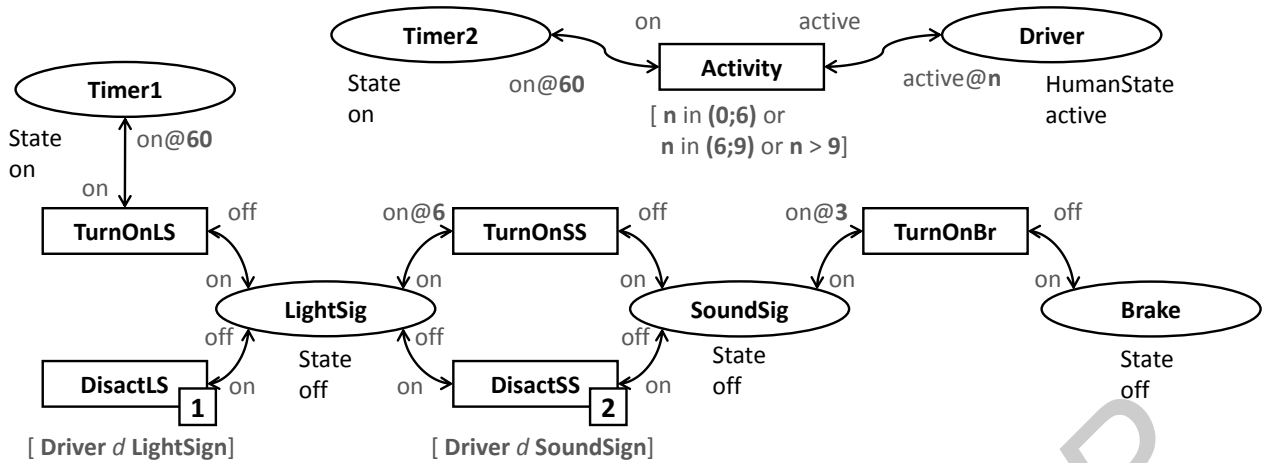 on
active
Timer2
Driver
Activity
Timer1
State
on
on@60
active@n
HumanState
active
[ n in (0;6) or
n in (6;9) or n > 9]
State
on
on@60
on
off
on@6
off
on@3
off
TurnOnLS
TurnOnSS
TurnOnBr
on
on
on
on
on
LightSig
SoundSig
Brake
off
off
off
State
off
State
off
State
off
DisactLS
on
on
DisactSS
on
1
2
[ Driver d LightSign]
[ Driver d SoundSign]